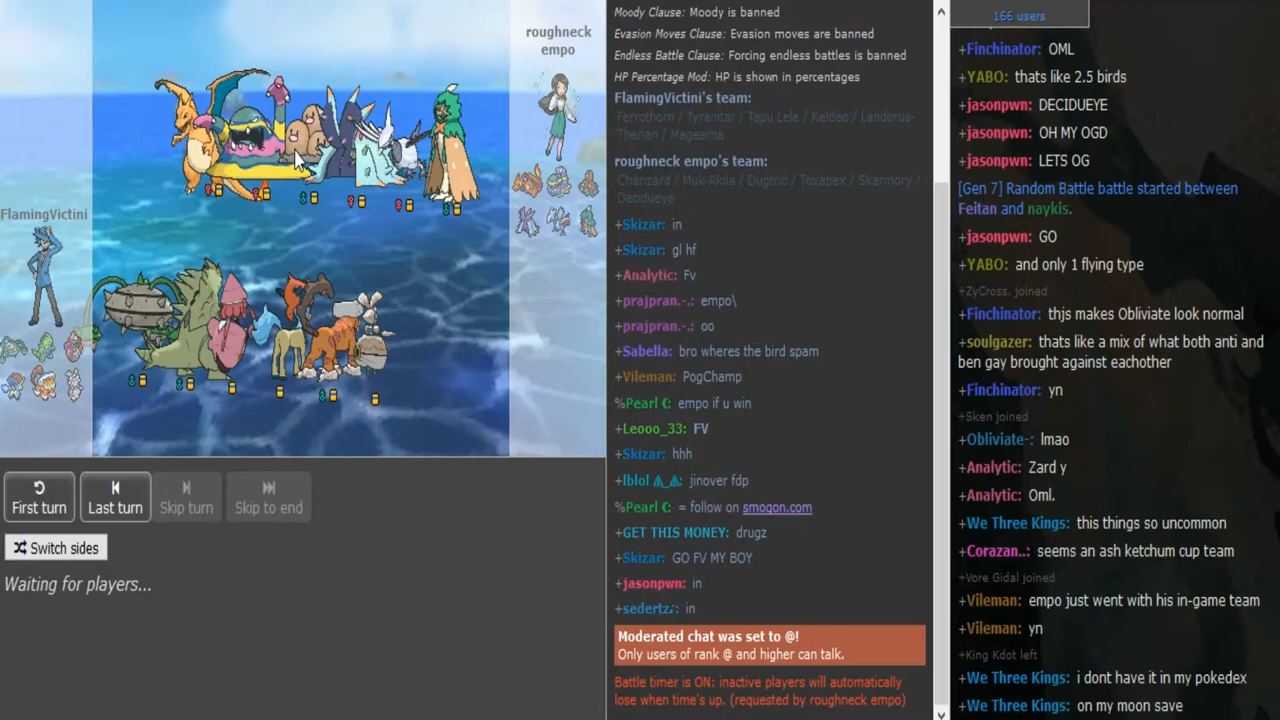 roughneck
empo
FlamingVictini
First turn
Last turn
Skip turn
Skip to end
Switch sides
Waiting for players...
Moody Clause: Moody is banned
Evasion Moves Clause: Evasion moves are banned
Endless Battle Clause: Forcing endless battles is banned
HP Percentage Mod: HP is shown in percentages
FlamingVictini's team:
Ferrothorn / Tyranitar / Tapu Lele / Keldeo / Landorus-
Therian / Magearna
roughneck empo's team:
Charizard / Muk-Alola / Dugtrio / Toxapex / Skarmory /
Decidueye
+Skizar: in
+Skizar: gl hf
+Analytic: Fv
+prajpran.-.: empo\
+prajpran.-.: oo
+Sabella: bro wheres the bird spam
+Vileman: PogChamp
%Pearl ☾: empo if u win
+Leooo_33: FV
+Skizar: hhh
+lblol ⩓_⩓: jinover fdp
%Pearl ☾: = follow on smogon.com
+GET THIS MONEY: drugz
+Skizar: GO FV MY BOY
+jasonpwn: in
+sedertz♪: in
Moderated chat was set to @!
Only users of rank @ and higher can talk.
Battle timer is ON: inactive players will automatically
lose when time's up. (requested by roughneck empo)
166 users
+Finchinator: OML
+YABO: thats like 2.5 birds
+jasonpwn: DECIDUEYE
+jasonpwn: OH MY OGD
+jasonpwn: LETS OG
[Gen 7] Random Battle battle started between
Feitan and naykis.
+jasonpwn: GO
+YABO: and only 1 flying type
+ZyCross. joined
+Finchinator: thjs makes Obliviate look normal
+soulgazer: thats like a mix of what both anti and
ben gay brought against eachother
+Finchinator: yn
+Sken joined
+Obliviate-: lmao
+Analytic: Zard y
+Analytic: Oml.
+We Three Kings: this things so uncommon
+Corazan..: seems an ash ketchum cup team
+Vore Gidal joined
+Vileman: empo just went with his in-game team
+Vileman: yn
+King Kdot left
+We Three Kings: i dont have it in my pokedex
+We Three Kings: on my moon save